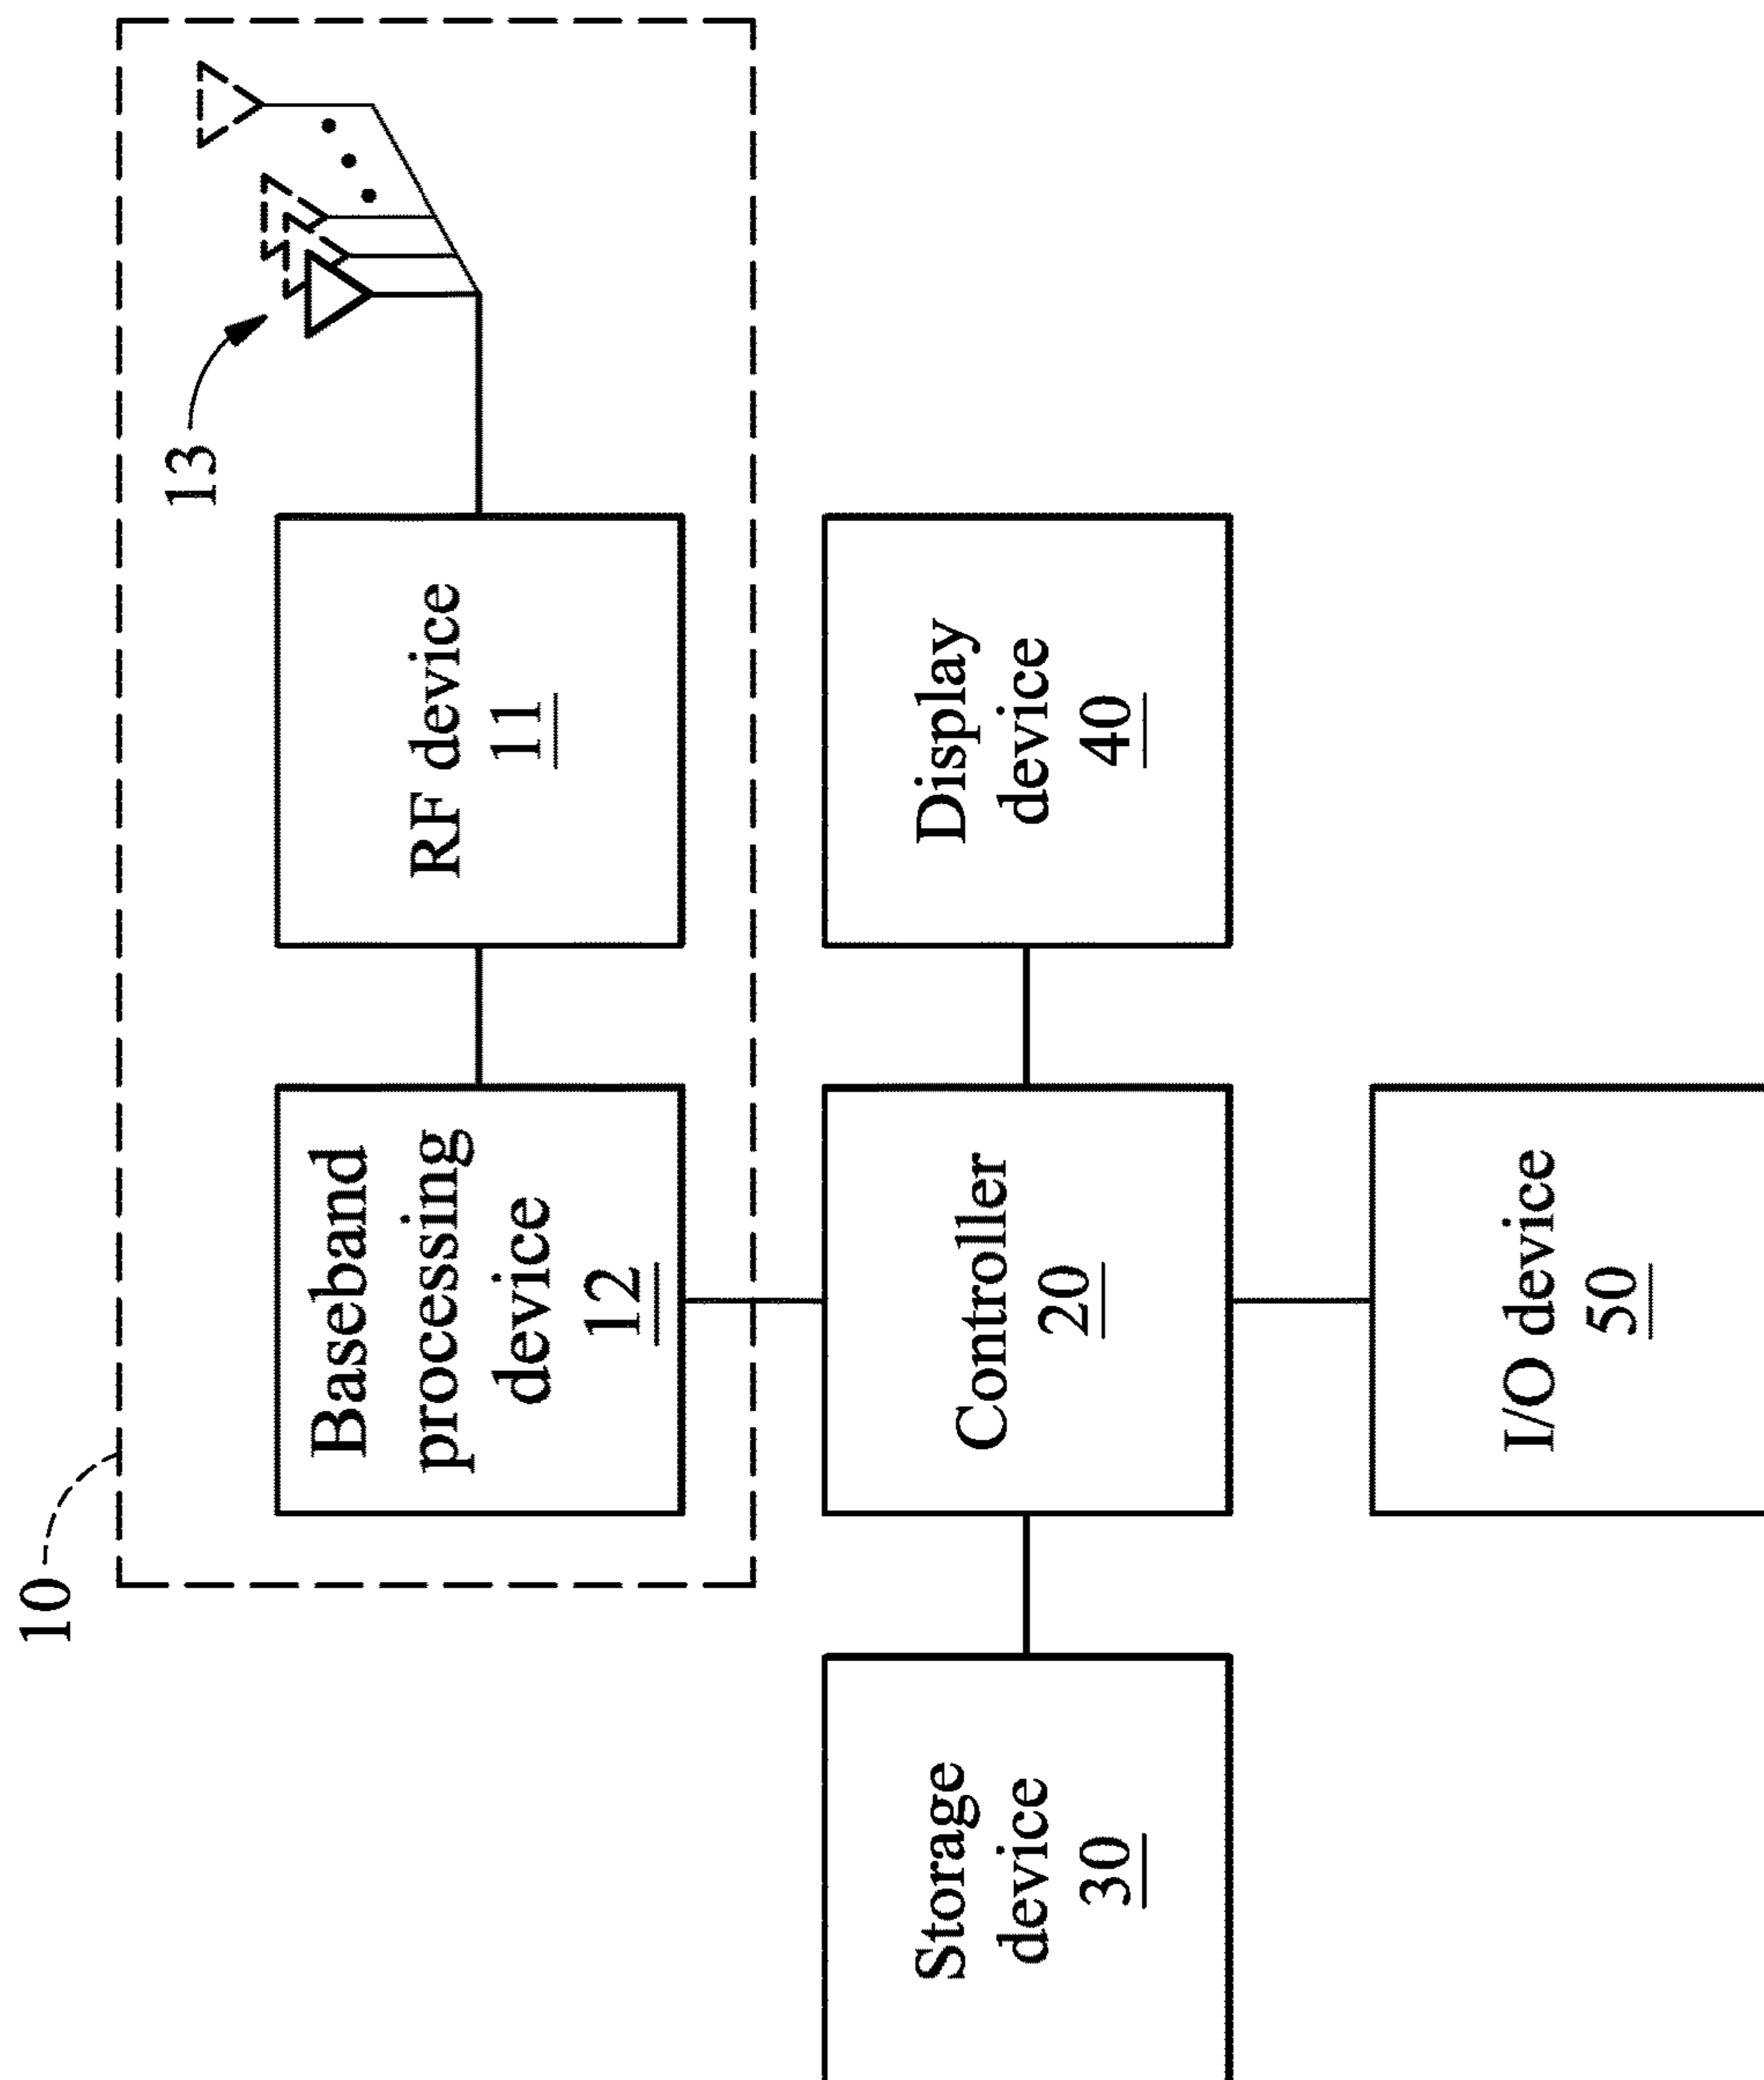 10
13
Baseband
processing
device
12
RF device
11
Storage
device
30
Controller
20
Display
device
40
I/O device
50